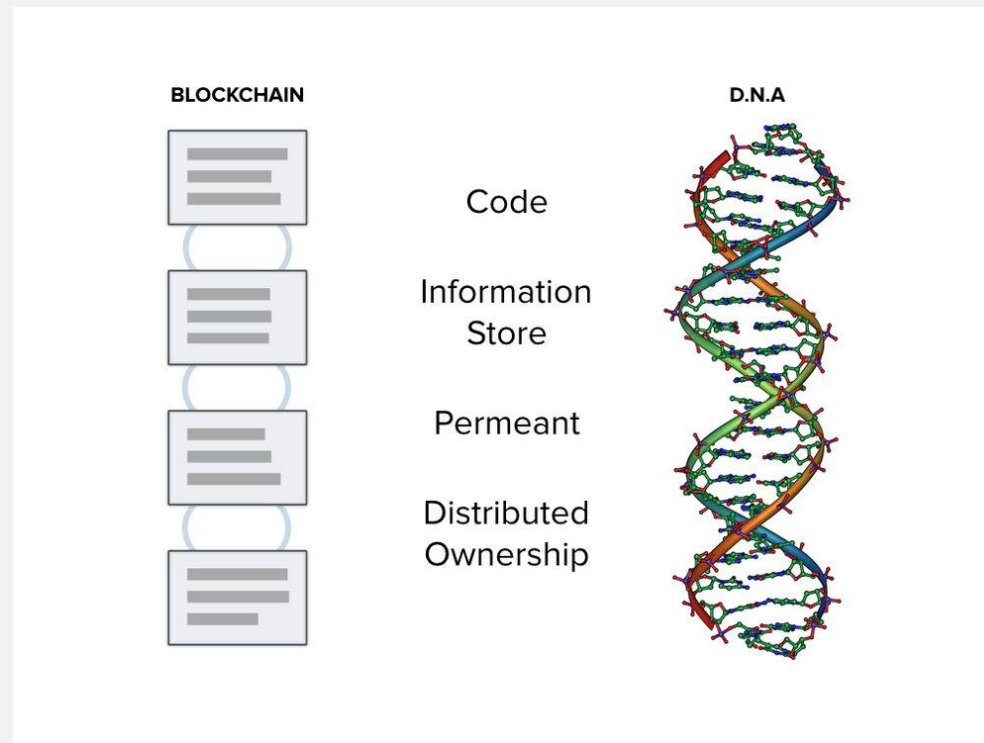 BLOCKCHAIN
D.N.A
Code
Information
Store
Permeant
Distributed
Ownership